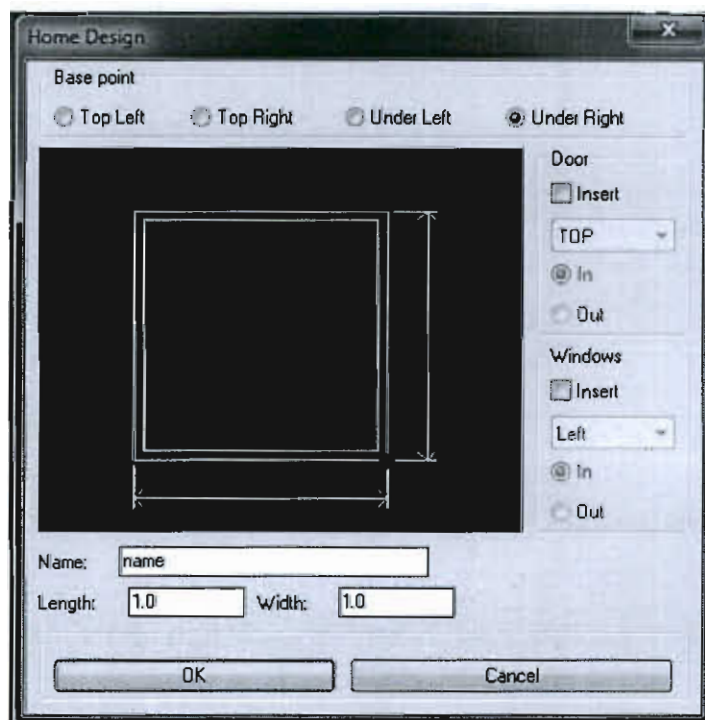 Home Design
Base point
Top Left Top Right Under Left Under Right
Door
Insert
TOP
In
Out
Windows
Insert
Left
In
Out
Name: name
Length: 1.0 Width: 1.0
OK Cancel